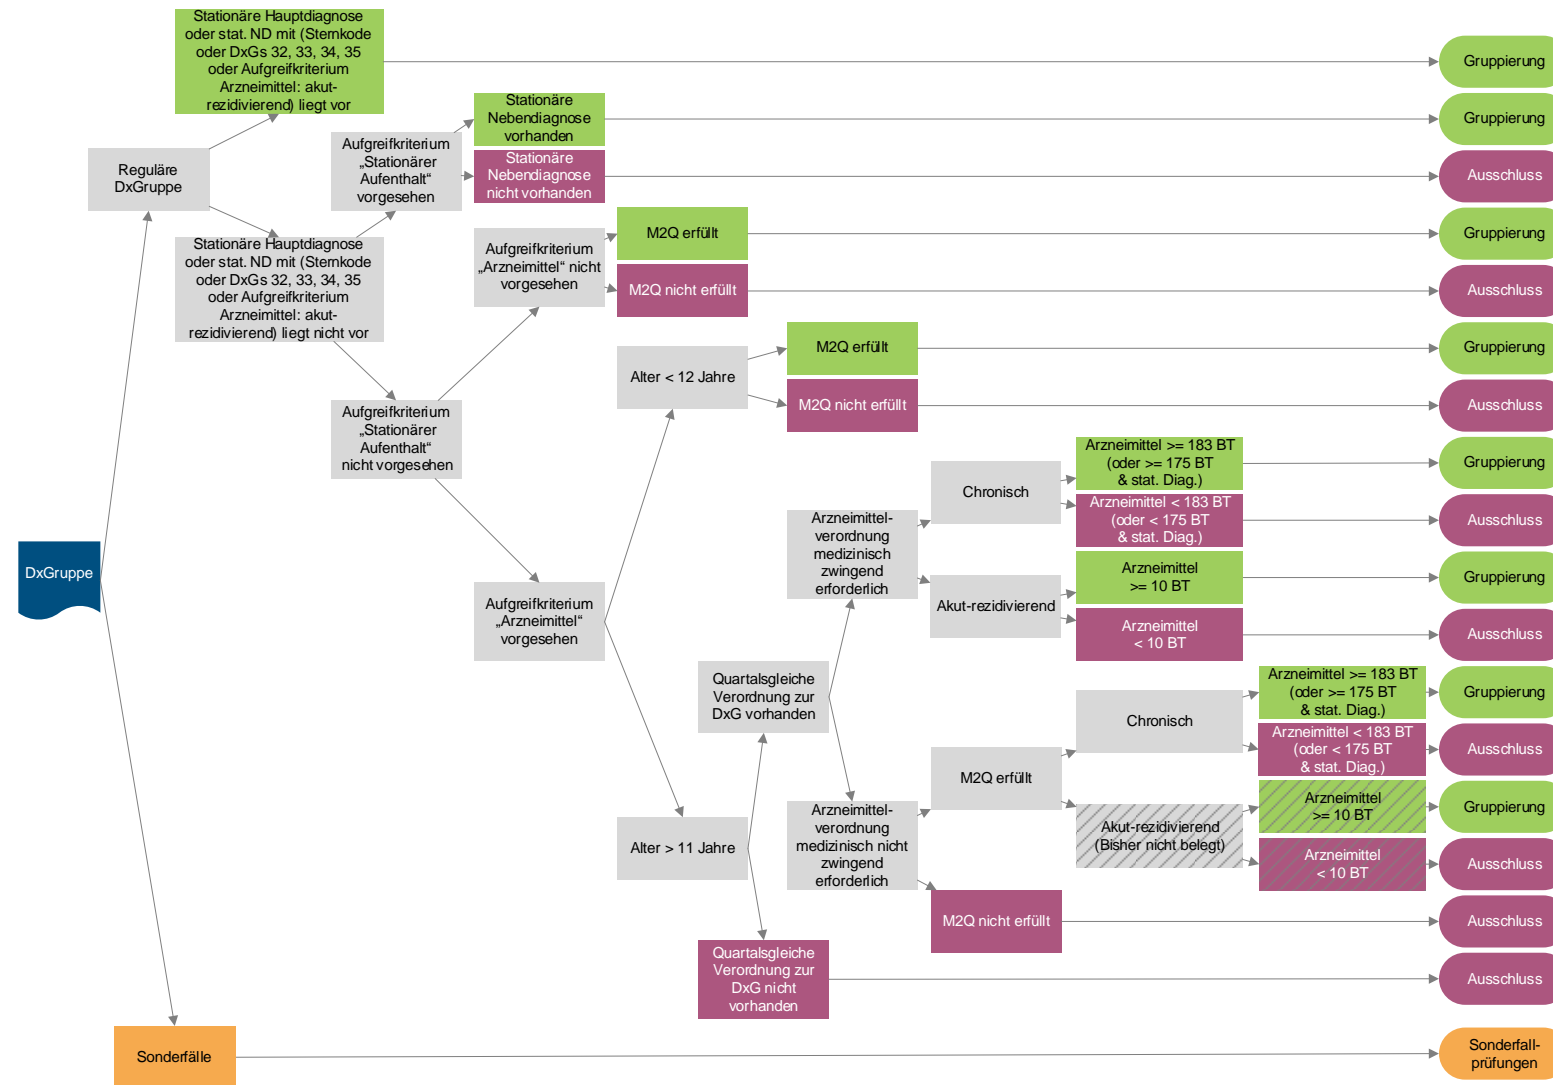 Stationäre Hauptdiagnose
oder stat. ND mit (Sternkode
oder DxGs 32, 33, 34, 35
oder Aufgreifkriterium
Arzneimittel: akut-
rezidivierend) liegt vor
Gruppierung
Stationäre
Nebendiagnose
vorhanden
Gruppierung
Aufgreifkriterium
„Stationärer
Aufenthalt“
vorgesehen
Stationäre
Nebendiagnose
nicht vorhanden
Ausschluss
Reguläre
DxGruppe
Stationäre Hauptdiagnose
oder stat. ND mit (Sternkode
oder DxGs 32, 33, 34, 35
oder Aufgreifkriterium
Arzneimittel: akut-
rezidivierend) liegt nicht vor
Aufgreifkriterium
„Arzneimittel“ nicht
vorgesehen
M2Q erfüllt
Gruppierung
M2Q nicht erfüllt
Ausschluss
Alter < 12 Jahre
M2Q erfüllt
Gruppierung
M2Q nicht erfüllt
Ausschluss
Aufgreifkriterium
„Stationärer
Aufenthalt“
nicht vorgesehen
Chronisch
Arzneimittel >= 183 BT
(oder >= 175 BT
& stat. Diag.)
Gruppierung
Arzneimittel < 183 BT
(oder < 175 BT
& stat. Diag.)
Ausschluss
Arzneimittel-
verordnung
medizinisch
zwingend
erforderlich
DxGruppe
Aufgreifkriterium
„Arzneimittel“
vorgesehen
Akut-rezidivierend
Arzneimittel
>= 10 BT
Gruppierung
Arzneimittel
< 10 BT
Ausschluss
Quartalsgleiche
Verordnung zur
DxG vorhanden
Chronisch
Arzneimittel >= 183 BT
(oder >= 175 BT
& stat. Diag.)
Gruppierung
Arzneimittel < 183 BT
(oder < 175 BT
& stat. Diag.)
Ausschluss
M2Q erfüllt
Alter > 11 Jahre
Arzneimittel-
verordnung
medizinisch nicht
zwingend
erforderlich
Akut-rezidivierend
(Bisher nicht belegt)
Arzneimittel
>= 10 BT
Gruppierung
Arzneimittel
< 10 BT
Ausschluss
M2Q nicht erfüllt
Ausschluss
Quartalsgleiche
Verordnung zur
DxG nicht
vorhanden
Ausschluss
Sonderfälle
Sonderfall-
prüfungen